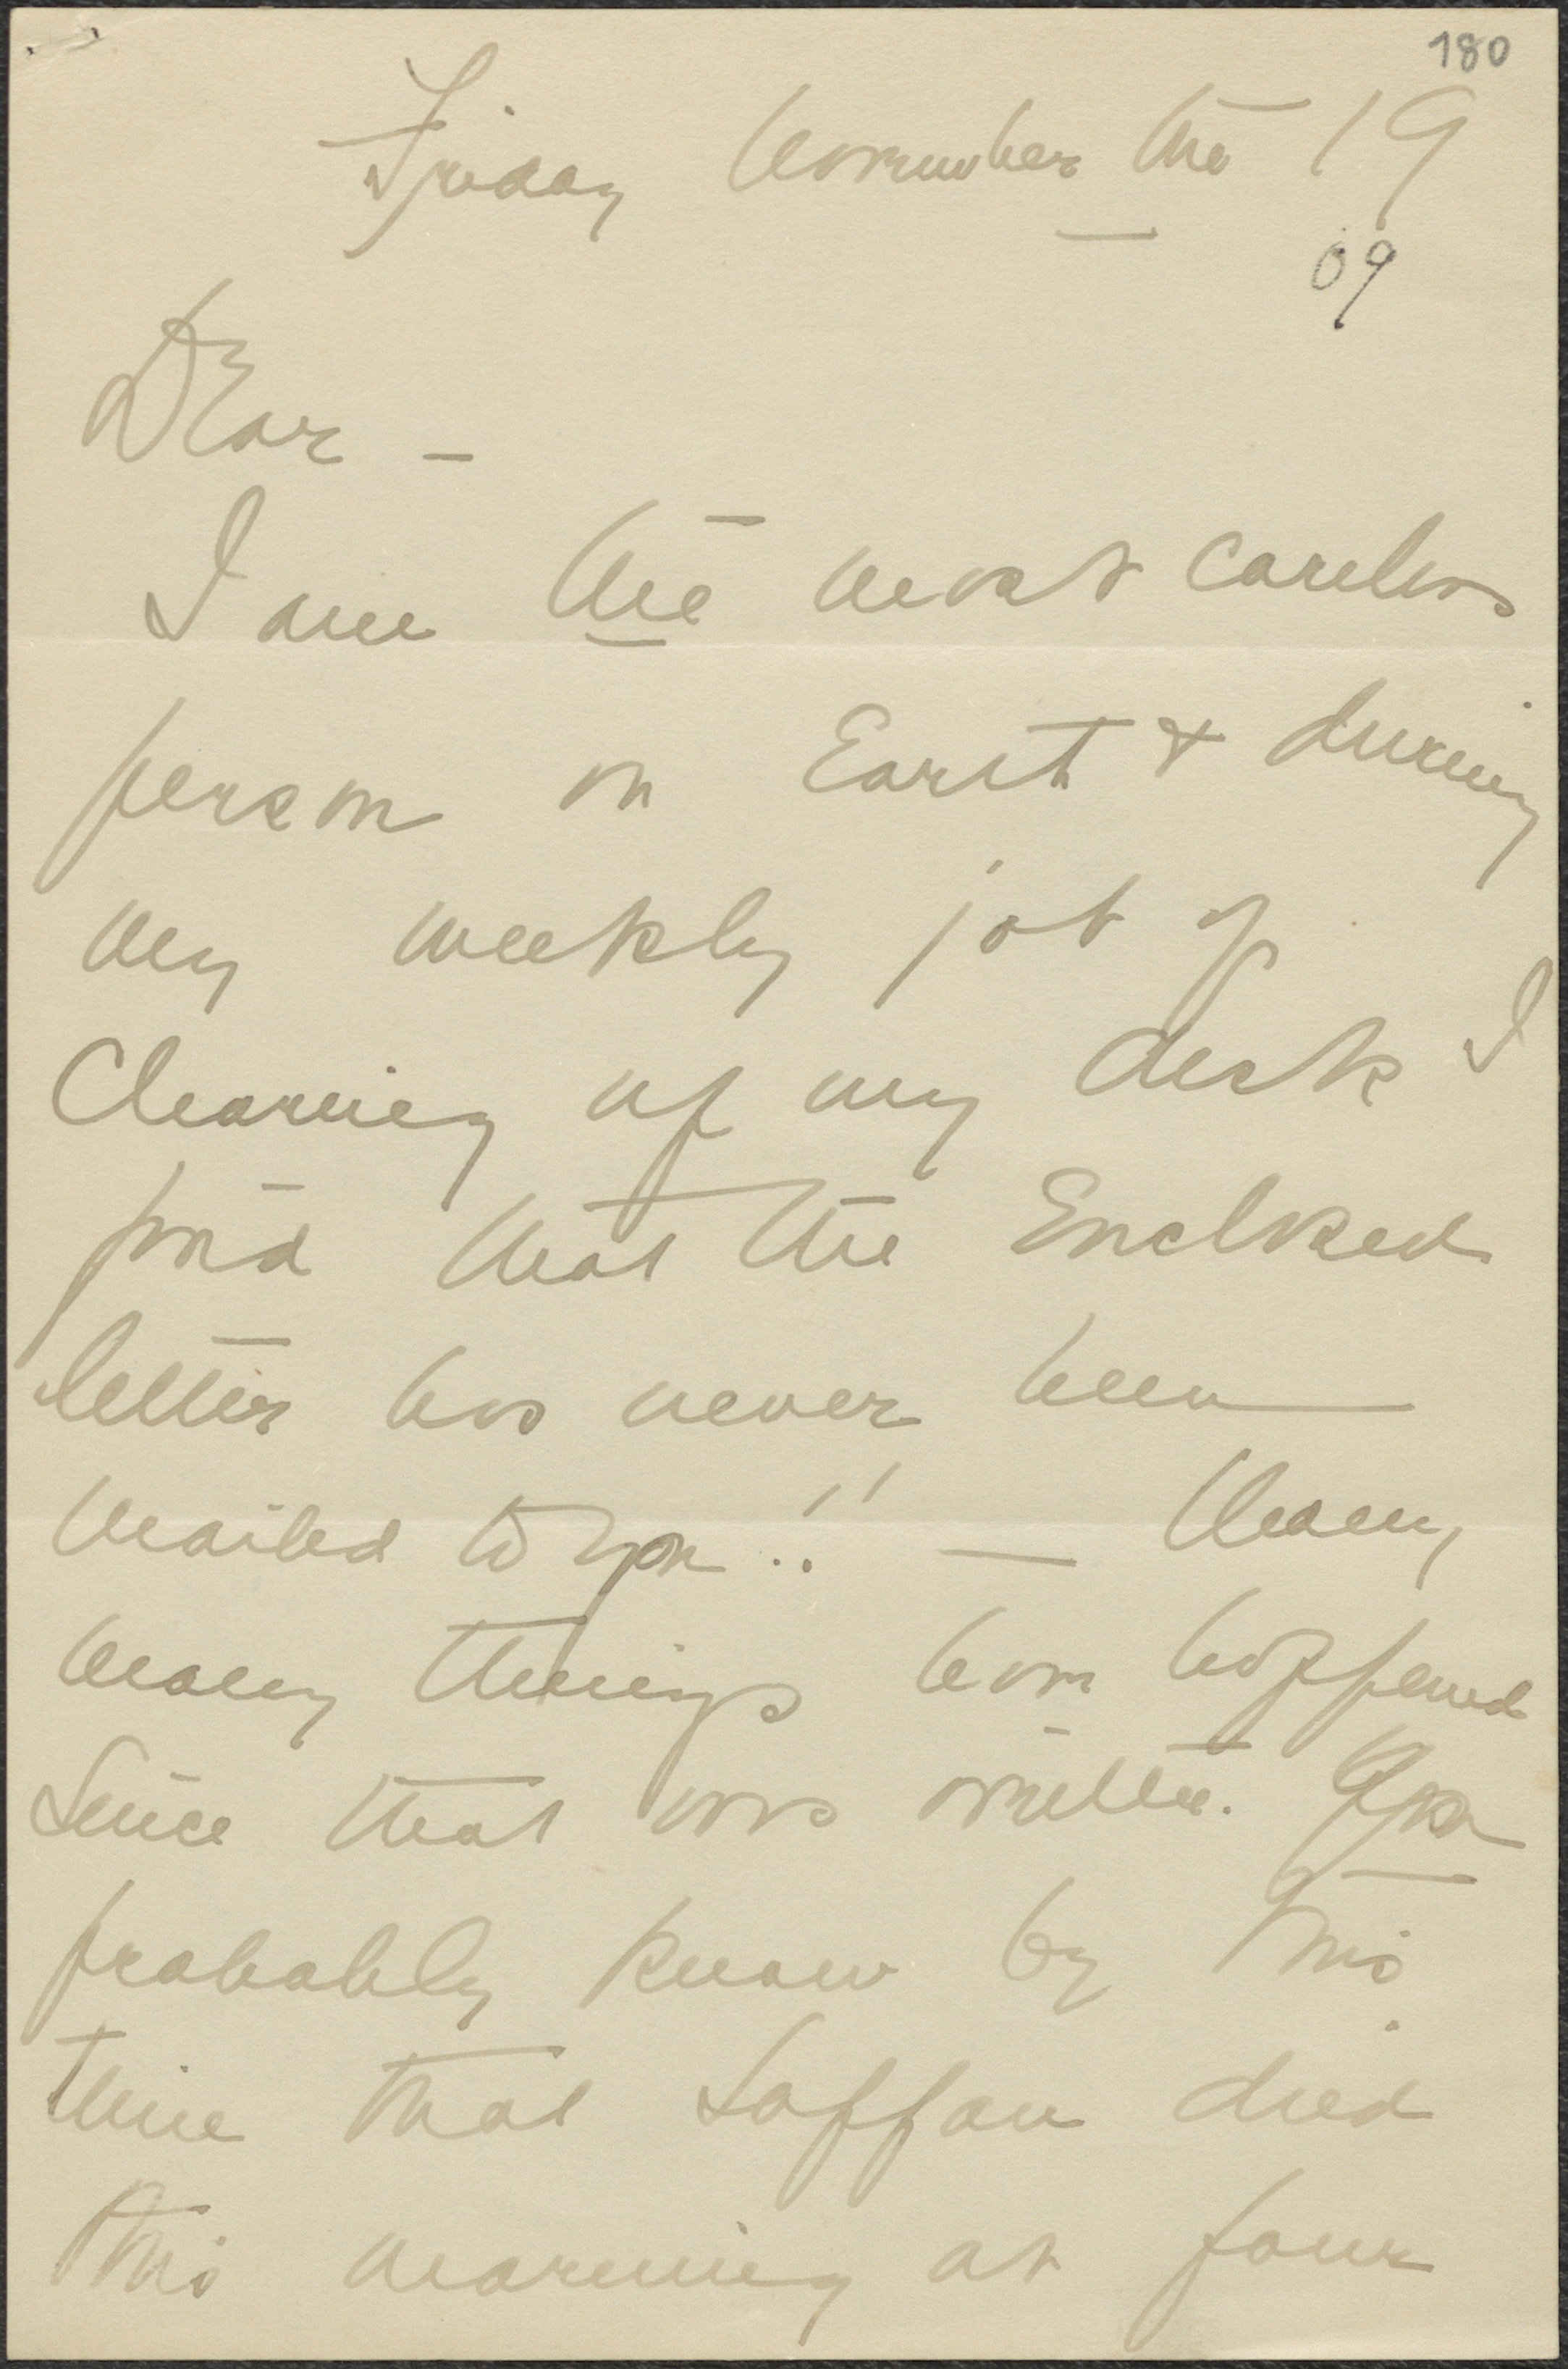 180
Friday November the 19
09
Dear -
I am the most careless
person on Earth & during
my weekly job of
Clearing up my desk I
find that the Enclosed
letter has never been
mailed to you!! — Many,
many things have happened
Since that was written. You
probably know by this
time that Laffan died
this morning at four